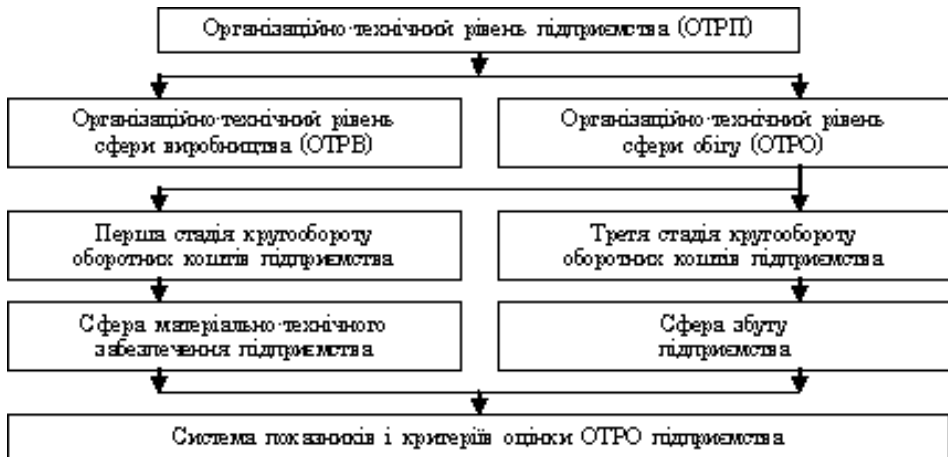 Організаційно-технічний рівень підприємства (ОТРП)
Організаційно-технічний рівень
сфери виробництва (ОТРВ)
Організаційно-технічний рівень
сфери обігу (ОТРО)
Перша стадія кругообороту
оборотних коштів підприємства
Третя стадія кругообороту
оборотних коштів підприємства
Сфера матеріально-технічного
забезпечення підприємства
Сфера збуту
підприємства
Система показників і критеріїв оцінки ОТРО підприємства